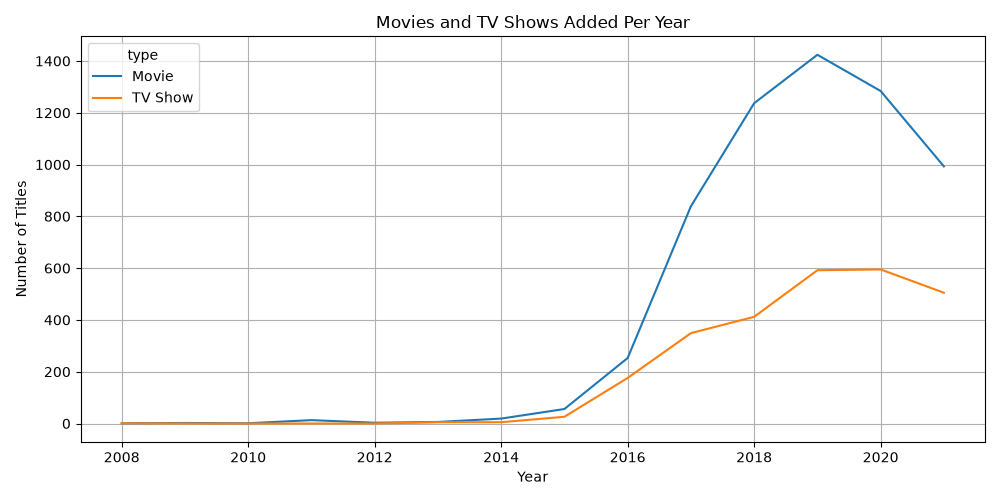 Movies and TV Shows Added Per Year
type
Movie
TV Show
Number of Titles
1400
1200
1000
800
600
400
200
0
2008 2010 2012 2014 2016 2018 2020
Year